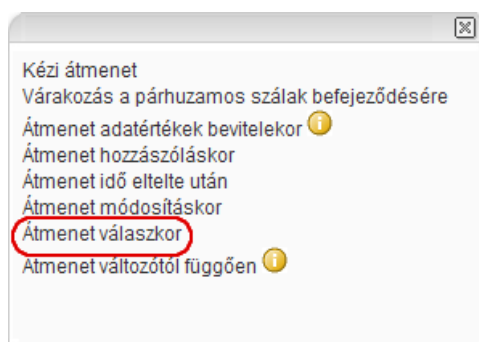 Kézi átmenet
Várakozás a párhuzamos szálak befejeződésére
Átmenet adatértékek bevitelekor
Átmenet hozzászóláskor
Átmenet idő eltelte után
Átmenet módosításkor
Átmenet válaszkor
Átmenet változótól függően